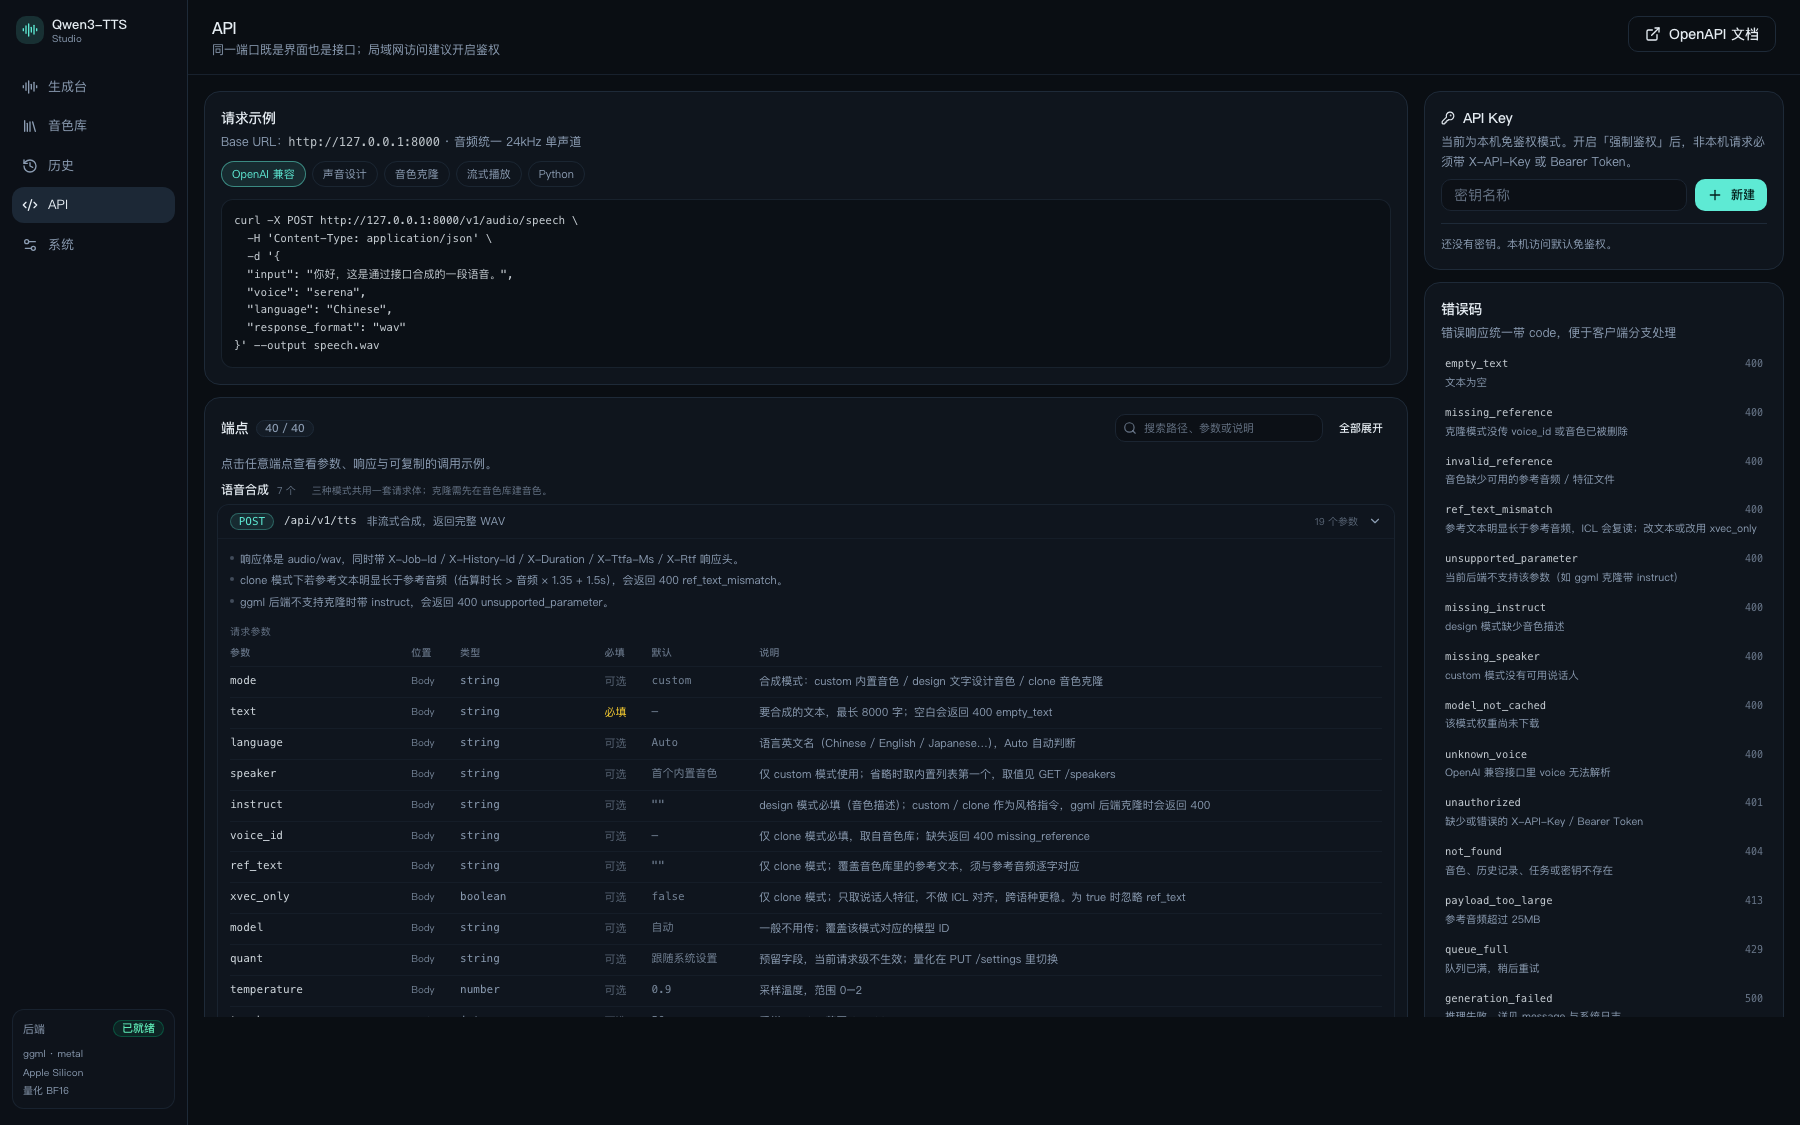 Qwen3-TTS
Studio
生成台
音色库
历史
API
系统
后端
已就绪
ggml · metal
Apple Silicon
量化 BF16
API
同一端口既是界面也是接口；局域网访问建议开启鉴权
OpenAPI 文档
请求示例
Base URL： http://127.0.0.1:8000 · 音频统一 24kHz 单声道
OpenAI 兼容 声音设计 音色克隆 流式播放 Python
curl -X POST http://127.0.0.1:8000/v1/audio/speech \
-H 'Content-Type: application/json' \
-d '{
"input": "你好，这是通过接口合成的一段语音。",
"voice": "serena",
"language": "Chinese",
"response_format": "wav"
}' --output speech.wav
端点 40 / 40 搜索路径、参数或说明 全部展开
点击任意端点查看参数、响应与可复制的调用示例。
语音合成 7 个 三种模式共用一套请求体；克隆需先在音色库建音色。
POST /api/v1/tts 非流式合成，返回完整 WAV 19 个参数
响应体是 audio/wav，同时带 X-Job-Id / X-History-Id / X-Duration / X-Ttfa-Ms / X-Rtf 响应头。
clone 模式下若参考文本明显长于参考音频（估算时长 > 音频 × 1.35 + 1.5s），会返回 400 ref_text_mismatch。
ggml 后端不支持克隆时带 instruct，会返回 400 unsupported_parameter。
请求参数
参数 位置 类型 必填 默认 说明
mode Body string 可选 custom 合成模式：custom 内置音色 / design 文字设计音色 / clone 音色克隆
text Body string 必填 — 要合成的文本，最长 8000 字；空白会返回 400 empty_text
language Body string 可选 Auto 语言英文名（Chinese / English / Japanese…），Auto 自动判断
speaker Body string 可选 首个内置音色 仅 custom 模式使用；省略时取内置列表第一个，取值见 GET /speakers
instruct Body string 可选 "" design 模式必填（音色描述）；custom / clone 作为风格指令，ggml 后端克隆时会返回 400
voice_id Body string 可选 — 仅 clone 模式必填，取自音色库；缺失返回 400 missing_reference
ref_text Body string 可选 "" 仅 clone 模式；覆盖音色库里的参考文本，须与参考音频逐字对应
xvec_only Body boolean 可选 false 仅 clone 模式；只取说话人特征，不做 ICL 对齐，跨语种更稳。为 true 时忽略 ref_text
model Body string 可选 自动 一般不用传；覆盖该模式对应的模型 ID
quant Body string 可选 跟随系统设置 预留字段，当前请求级不生效；量化在 PUT /settings 里切换
temperature Body number 可选 0.9 采样温度，范围 0–2
API Key
当前为本机免鉴权模式。开启「强制鉴权」后，非本机请求必
须带 X-API-Key 或 Bearer Token。
密钥名称 新建
还没有密钥。本机访问默认免鉴权。
错误码
错误响应统一带 code，便于客户端分支处理
empty_text 400
文本为空
missing_reference 400
克隆模式没传 voice_id 或音色已被删除
invalid_reference 400
音色缺少可用的参考音频 / 特征文件
ref_text_mismatch 400
参考文本明显长于参考音频，ICL 会复读；改文本或改用 xvec_only
unsupported_parameter 400
当前后端不支持该参数（如 ggml 克隆带 instruct）
missing_instruct 400
design 模式缺少音色描述
missing_speaker 400
custom 模式没有可用说话人
model_not_cached 400
该模式权重尚未下载
unknown_voice 400
OpenAI 兼容接口里 voice 无法解析
unauthorized 401
缺少或错误的 X-API-Key / Bearer Token
not_found 404
音色、历史记录、任务或密钥不存在
payload_too_large 413
参考音频超过 25MB
queue_full 429
队列已满，稍后重试
generation_failed 500
推理失败，详见 message 与系统日志